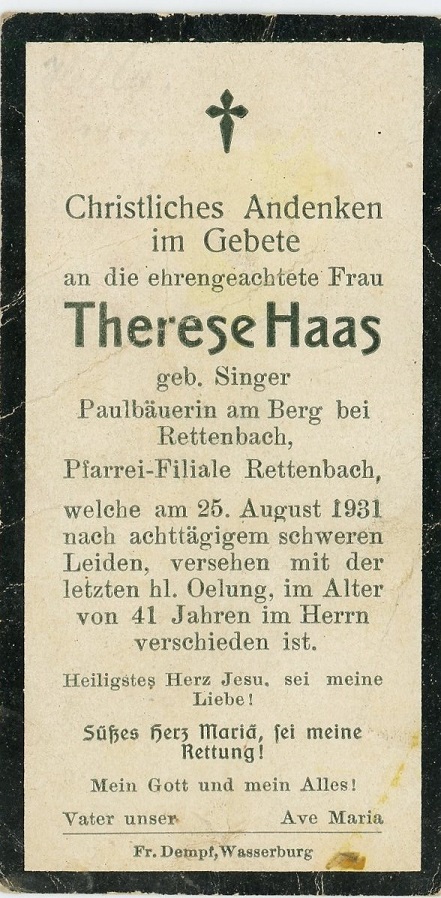 Christliches Andenken
im Gebete
an die ehrengeachtete Frau
Therese Haas
geb. Singer
Paulbäuerin am Berg bei
Rettenbach,
Pfarrei-Filiale Rettenbach,
welche am 25. August 1931
nach achttägigem schweren
Leiden, versehen mit der
letzten hl. Oelung, im Alter
von 41 Jahren im Herrn
verschieden ist.
Heiligstes Herz Jesu, sei meine
Liebe!
Süßes Herz Mariä, sei meine
Rettung!
Mein Gott und mein Alles!
Vater unser Ave Maria
Fr. Dempf, Wasserburg